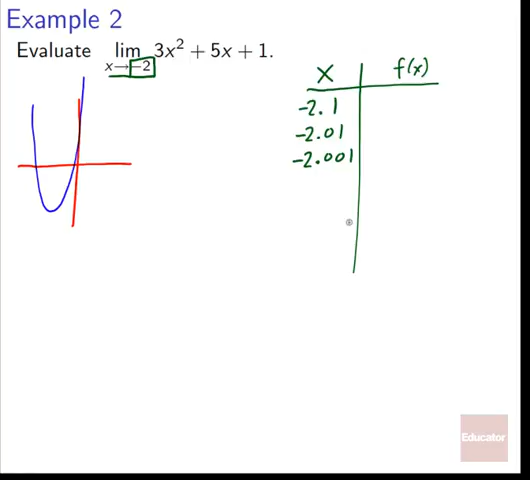 Example 2
Evaluate lim x→−2 3x² + 5x + 1.
x f(x)
-2.1
-2.01
-2.001
Educator